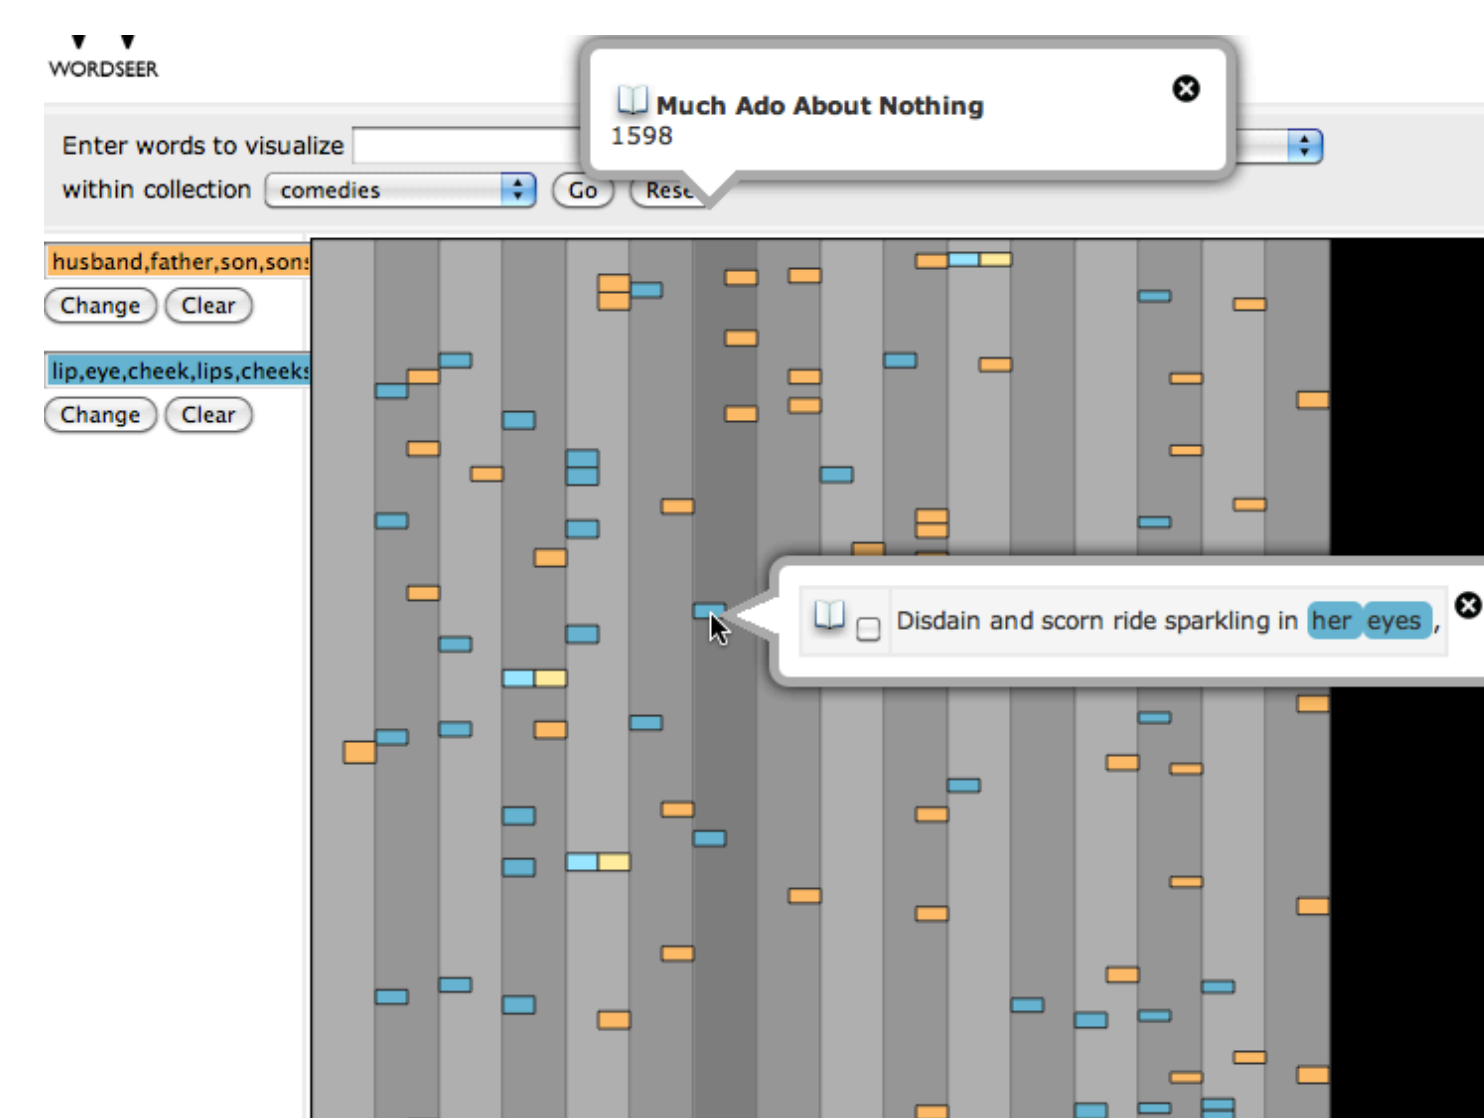 WORDSEER
Much Ado About Nothing
1598
Enter words to visualize
within collection comedies Go
husband,father,son,sons
Change Clear
lip,eye,cheek,lips,cheeks
Change Clear
Disdain and scorn ride sparkling in her eyes ,